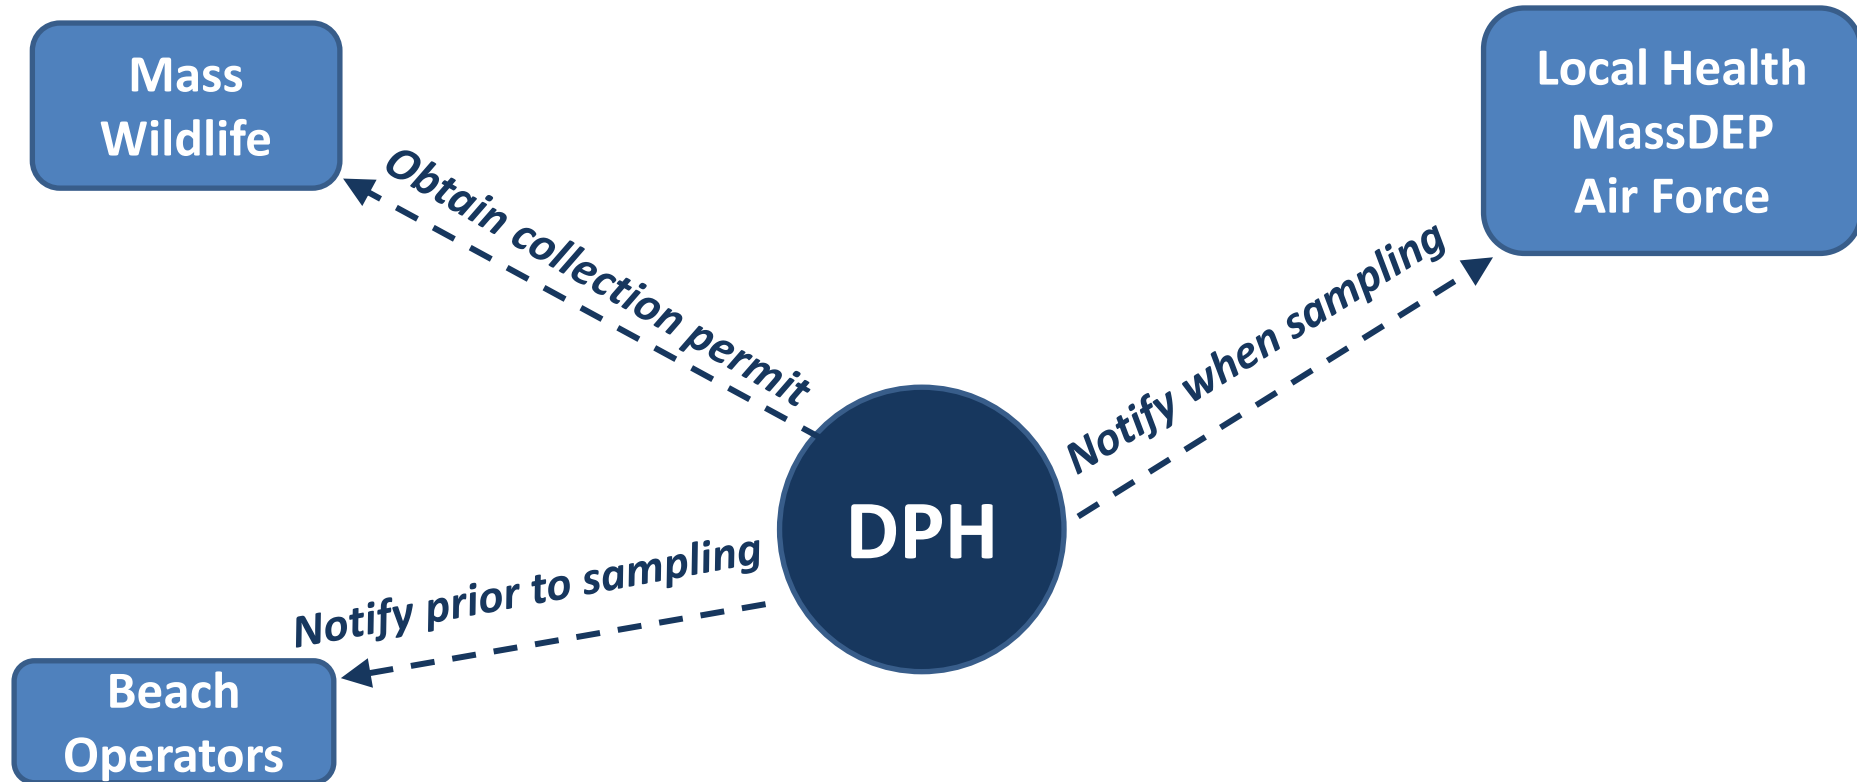 Mass
Wildlife
Local Health
MassDEP
Air Force
Obtain collection permit
Notify when sampling
DPH
Notify prior to sampling
Beach
Operators